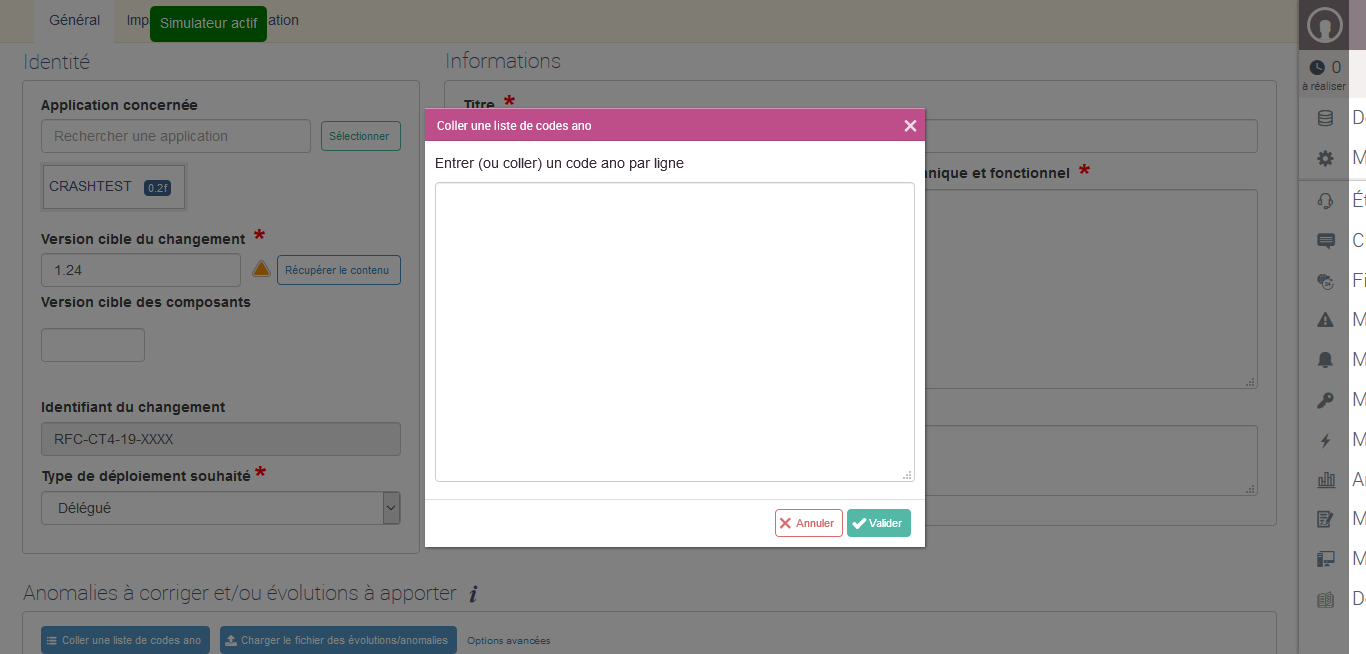 Général
Imp
Simulateur actif
ation
Identité
Informations
Application concernée
Rechercher une application
Sélectionner
CRASHTEST 0.2f
Version cible du changement *
1.24
Récupérer le contenu
Version cible des composants
Identifiant du changement
RFC-CT4-19-XXXX
Type de déploiement souhaité *
Délégué
Titre *
nique et fonctionnel *
Coller une liste de codes ano
Entrer (ou coller) un code ano par ligne
Annuler
Valider
Anomalies à corriger et/ou évolutions à apporter i
Coller une liste de codes ano
Charger le fichier des évolutions/anomalies
Options avancées
0
à réaliser
D
M
Ét
C
Fi
M
M
M
M
A
M
M
D